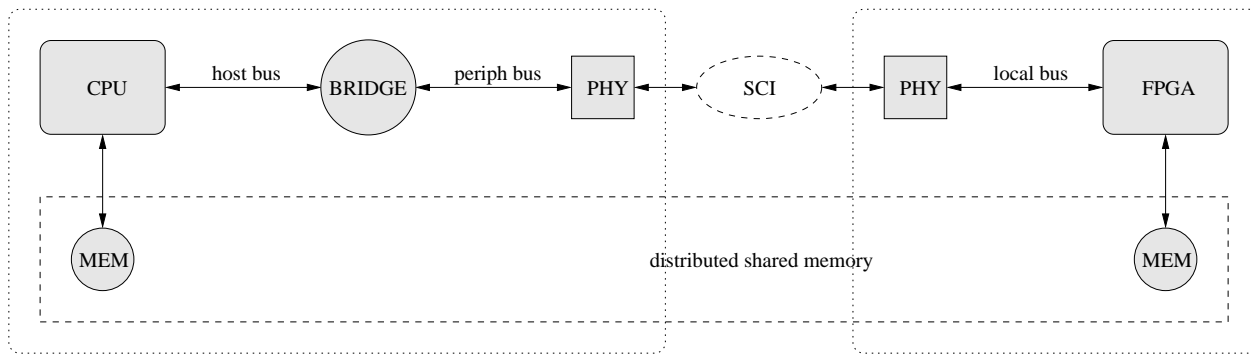 host bus
periph bus
local bus
CPU
BRIDGE
PHY
SCI
PHY
FPGA
MEM
distributed shared memory
MEM